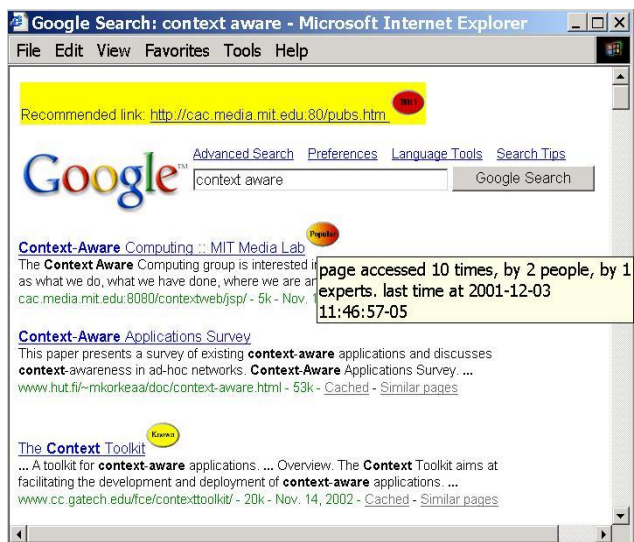 Google Search: context aware - Microsoft Internet Explorer
File Edit View Favorites Tools Help
HOT
Recommended link: http://cac.media.mit.edu:80/pubs.htm
Advanced Search Preferences Language Tools Search Tips
Google™ context aware Google Search
Popular
Context-Aware Computing :: MIT Media Lab
The Context Aware Computing group is interested
page accessed 10 times, by 2 people, by 1
as what we do, what we have done, where we are
experts. last time at 2001-12-03
cac.media.mit.edu:8080/contextweb/jsp/ - 5k - Nov.
11:46:57-05
Context-Aware Applications Survey
This paper presents a survey of existing context-aware applications and discusses
context-awareness in ad-hoc networks. Context-Aware Applications Survey. ...
www.hut.fi/~mkorkeaa/doc/context-aware.html - 53k - Cached - Similar pages
Known
The Context Toolkit
... A toolkit for context-aware applications. ... Overview. The Context Toolkit aims at
facilitating the development and deployment of context-aware applications. ...
www.cc.gatech.edu/fce/contexttoolkit/ - 20k - Nov. 14, 2002 - Cached - Similar pages